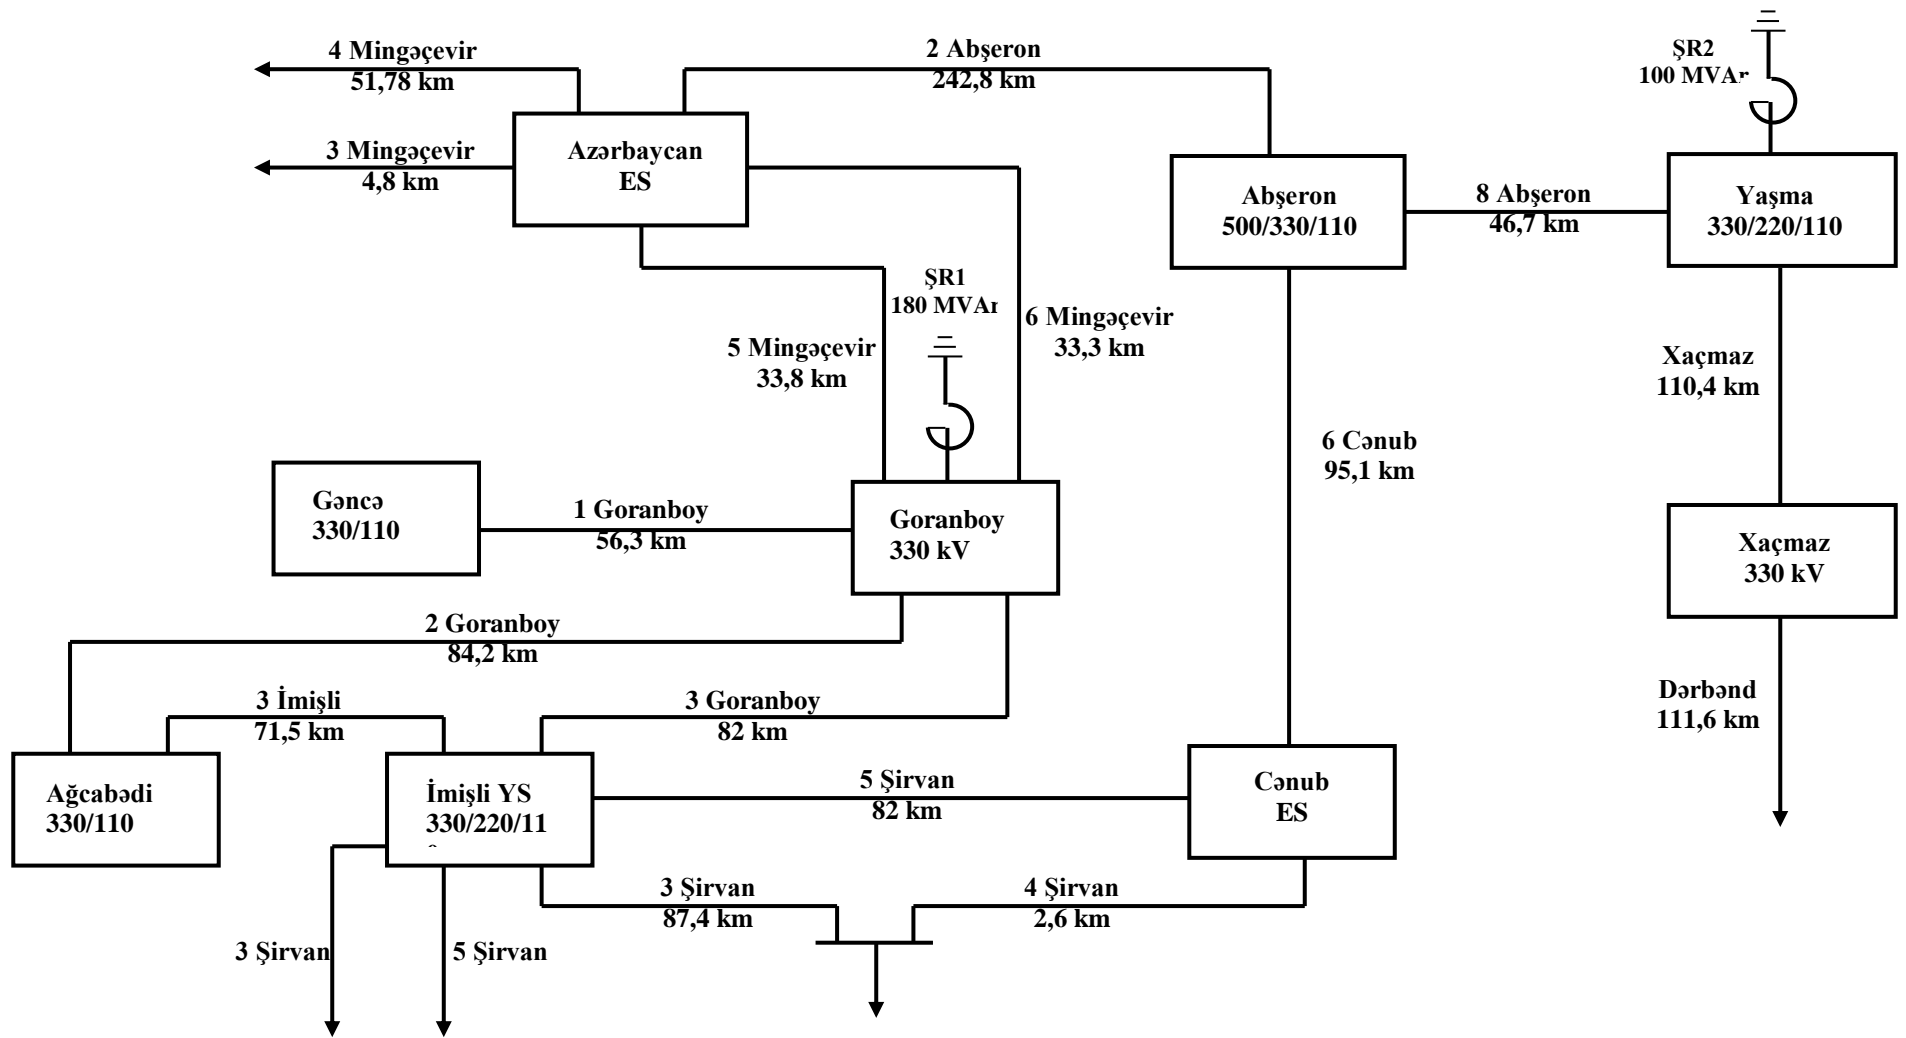 4 Mingəçevir
51,78 km
2 Abşeron
242,8 km
ŞR2
100 MVAr
3 Mingəçevir
4,8 km
Azərbaycan
ES
Abşeron
500/330/110
8 Abşeron
46,7 km
Yaşma
330/220/110
ŞR1
180 MVAr
5 Mingəçevir
33,8 km
6 Mingəçevir
33,3 km
Xaçmaz
110,4 km
6 Cənub
95,1 km
Gəncə
330/110
1 Goranboy
56,3 km
Goranboy
330 kV
Xaçmaz
330 kV
2 Goranboy
84,2 km
3 İmişli
71,5 km
3 Goranboy
82 km
Dərbənd
111,6 km
Ağcabədi
330/110
İmişli YS
330/220/11
5 Şirvan
82 km
Cənub
ES
3 Şirvan
87,4 km
4 Şirvan
2,6 km
3 Şirvan
5 Şirvan